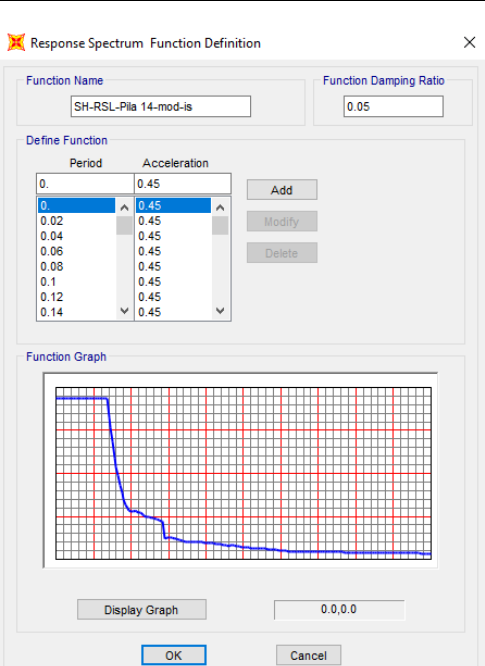 Response Spectrum  Function Definition
Function Name
Function Damping Ratio
SH-RSL-Pila 14-mod-is
0.05
Define Function
Period
Acceleration
0.
0.45
Add
0.
0.45
0.02
0.45
Modify
0.04
0.45
0.06
0.45
Delete
0.08
0.45
0.1
0.45
0.12
0.45
0.14
0.45
Function Graph
Display Graph
0.0,0.0
OK
Cancel